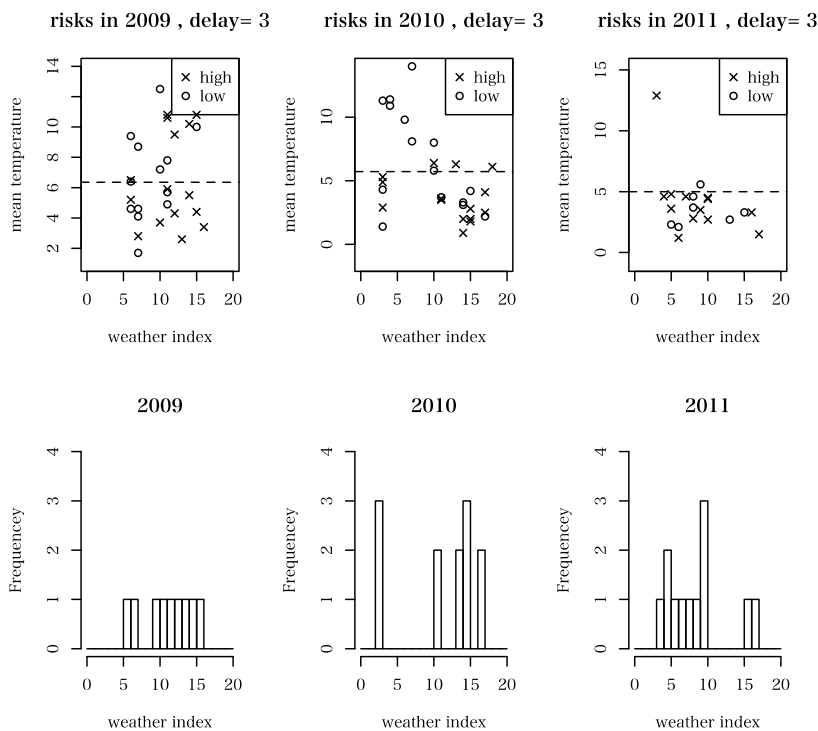 risks in 2009 , delay= 3
mean temperature
2 4 6 8 10 14
high
low
0 5 10 15 20
weather index
risks in 2010 , delay= 3
mean temperature
0 5 10
high
low
0 5 10 15 20
weather index
risks in 2011 , delay= 3
mean temperature
0 5 10 15
high
low
0 5 10 15 20
weather index
2009
Frequencey
0 1 2 3 4
0 5 10 15 20
weather index
2010
Frequencey
0 1 2 3 4
0 5 10 15 20
weather index
2011
Frequencey
0 1 2 3 4
0 5 10 15 20
weather index